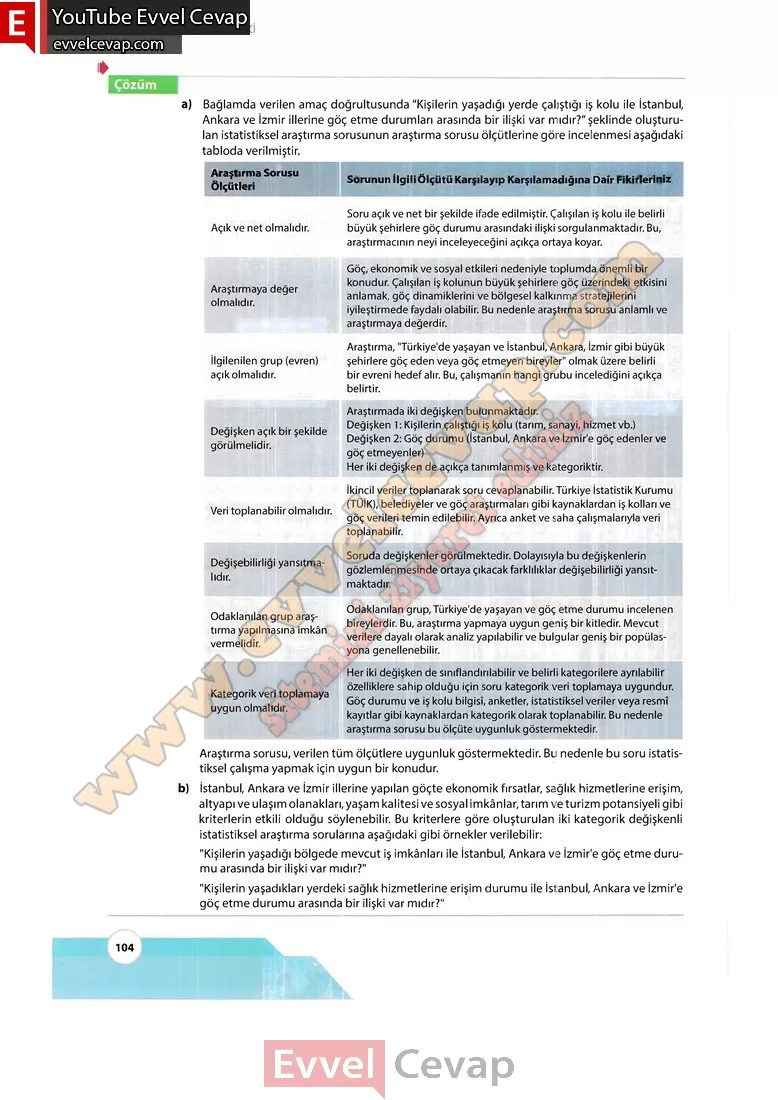 E
YouTube Evvel Cevap
evvelcevap.com
Çözüm
a) Bağlamda verilen amaç doğrultusunda "Kişilerin yaşadığı yerde çalıştığı iş kolu ile İstanbul,
Ankara ve İzmir illerine göç etme durumları arasında bir ilişki var mıdır?" şeklinde oluşturu-
lan istatistiksel araştırma sorusunun araştırma sorusu ölçütlerine göre incelenmesi aşağıdaki
tabloda verilmiştir.
Araştırma Sorusu
Ölçütleri
Sorunun İlgili Ölçütü Karşılayıp Karşılamadığına Dair Fikirleriniz
Açık ve net olmalıdır.
Soru açık ve net bir şekilde ifade edilmiştir. Çalışılan iş kolu ile belirli
büyük şehirlere göç durumu arasındaki ilişki sorgulanmaktadır. Bu,
araştırmacının neyi inceleyeceğini açıkça ortaya koyar.
Araştırmaya değer
olmalıdır.
Göç, ekonomik ve sosyal etkileri nedeniyle toplumda önemli bir
konudur. Çalışılan iş kolunun büyük şehirlere göç üzerindeki etkisini
anlamak, göç dinamiklerini ve bölgesel kalkınma stratejilerini
iyileştirmede faydalı olabilir. Bu nedenle araştırma sorusu anlamlı ve
araştırmaya değerdir.
İlgilenilen grup (evren)
açık olmalıdır.
Araştırma, "Türkiye'de yaşayan ve İstanbul, Ankara, İzmir gibi büyük
şehirlere göç eden veya göç etmeyen bireyler" olmak üzere belirli
bir evreni hedef alır. Bu, çalışmanın hangi grubu incelediğini açıkça
belirtir.
Değişken açık bir şekilde
görülmelidir.
Araştırmada iki değişken bulunmaktadır.
Değişken 1: Kişilerin çalıştığı iş kolu (tarım, sanayi, hizmet vb.)
Değişken 2: Göç durumu (İstanbul, Ankara ve İzmir'e göç edenler ve
göç etmeyenler)
Her iki değişken de açıkça tanımlanmış ve kategoriktir.
Veri toplanabilir olmalıdır.
İkincil veriler toplanarak soru cevaplanabilir. Türkiye İstatistik Kurumu
(TÜİK), belediyeler ve göç araştırmaları gibi kaynaklardan iş kolları ve
göç verileri temin edilebilir. Ayrıca anket ve saha çalışmalarıyla veri
toplanabilir.
Değişebilirliği yansıtma-
lıdır.
Soruda değişkenler görülmektedir. Dolayısıyla bu değişkenlerin
gözlemlenmesinde ortaya çıkacak farklılıklar değişebilirliği yansıt-
maktadır.
Odaklanılan grup araş-
tırma yapılmasına imkân
vermelidir.
Odaklanılan grup, Türkiye'de yaşayan ve göç etme durumu incelenen
bireylerdir. Bu, araştırma yapmaya uygun geniş bir kitledir. Mevcut
verilere dayalı olarak analiz yapılabilir ve bulgular geniş bir popülas-
yona genellenebilir.
Kategorik veri toplamaya
uygun olmalıdır.
Her iki değişken de sınıflandırılabilir ve belirli kategorilere ayrılabilir
özelliklere sahip olduğu için soru kategorik veri toplamaya uygundur.
Göç durumu ve iş kolu bilgisi, anketler, istatistiksel veriler veya resmî
kayıtlar gibi kaynaklardan kategorik olarak toplanabilir. Bu nedenle
araştırma sorusu bu ölçüte uygunluk göstermektedir.
Araştırma sorusu, verilen tüm ölçütlere uygunluk göstermektedir. Bu nedenle bu soru istatis-
tiksel çalışma yapmak için uygun bir konudur.
b) İstanbul, Ankara ve İzmir illerine yapılan göçte ekonomik fırsatlar, sağlık hizmetlerine erişim,
altyapı ve ulaşım olanakları, yaşam kalitesi ve sosyal imkânlar, tarım ve turizm potansiyeli gibi
kriterlerin etkili olduğu söylenebilir. Bu kriterlere göre oluşturulan iki kategorik değişkenli
istatistiksel araştırma sorularına aşağıdaki gibi örnekler verilebilir:
"Kişilerin yaşadığı bölgede mevcut iş imkânları ile İstanbul, Ankara ve İzmir'e göç etme duru-
mu arasında bir ilişki var mıdır?"
"Kişilerin yaşadıkları yerdeki sağlık hizmetlerine erişim durumu ile İstanbul, Ankara ve İzmir'e
göç etme durumu arasında bir ilişki var mıdır?"
www.evvelcevap.com
sitemizi ziyaret ediniz
104
Evvel Cevap